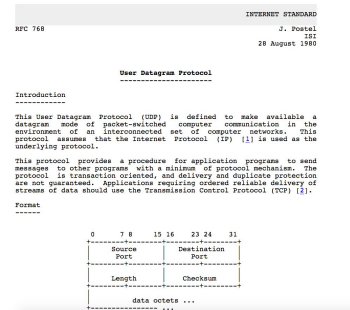 INTERNET STANDARD
RFC 768 J. Postel
ISI
28 August 1980
User Datagram Protocol
Introduction
------------
This User Datagram Protocol (UDP) is defined to make available a
datagram mode of packet-switched computer communication in the
environment of an interconnected set of computer networks. This
protocol assumes that the Internet Protocol (IP) [1] is used as the
underlying protocol.
This protocol provides a procedure for application programs to send
messages to other programs with a minimum of protocol mechanism. The
protocol is transaction oriented, and delivery and duplicate protection
are not guaranteed. Applications requiring ordered reliable delivery of
streams of data should use the Transmission Control Protocol (TCP) [2].
Format
------
0 7 8 15 16 23 24 31
+--------+--------+--------+--------+
| Source | Destination |
| Port | Port |
+--------+--------+--------+--------+
| Length | Checksum |
+--------+--------+--------+--------+
| data octets ...
+---------------- ...